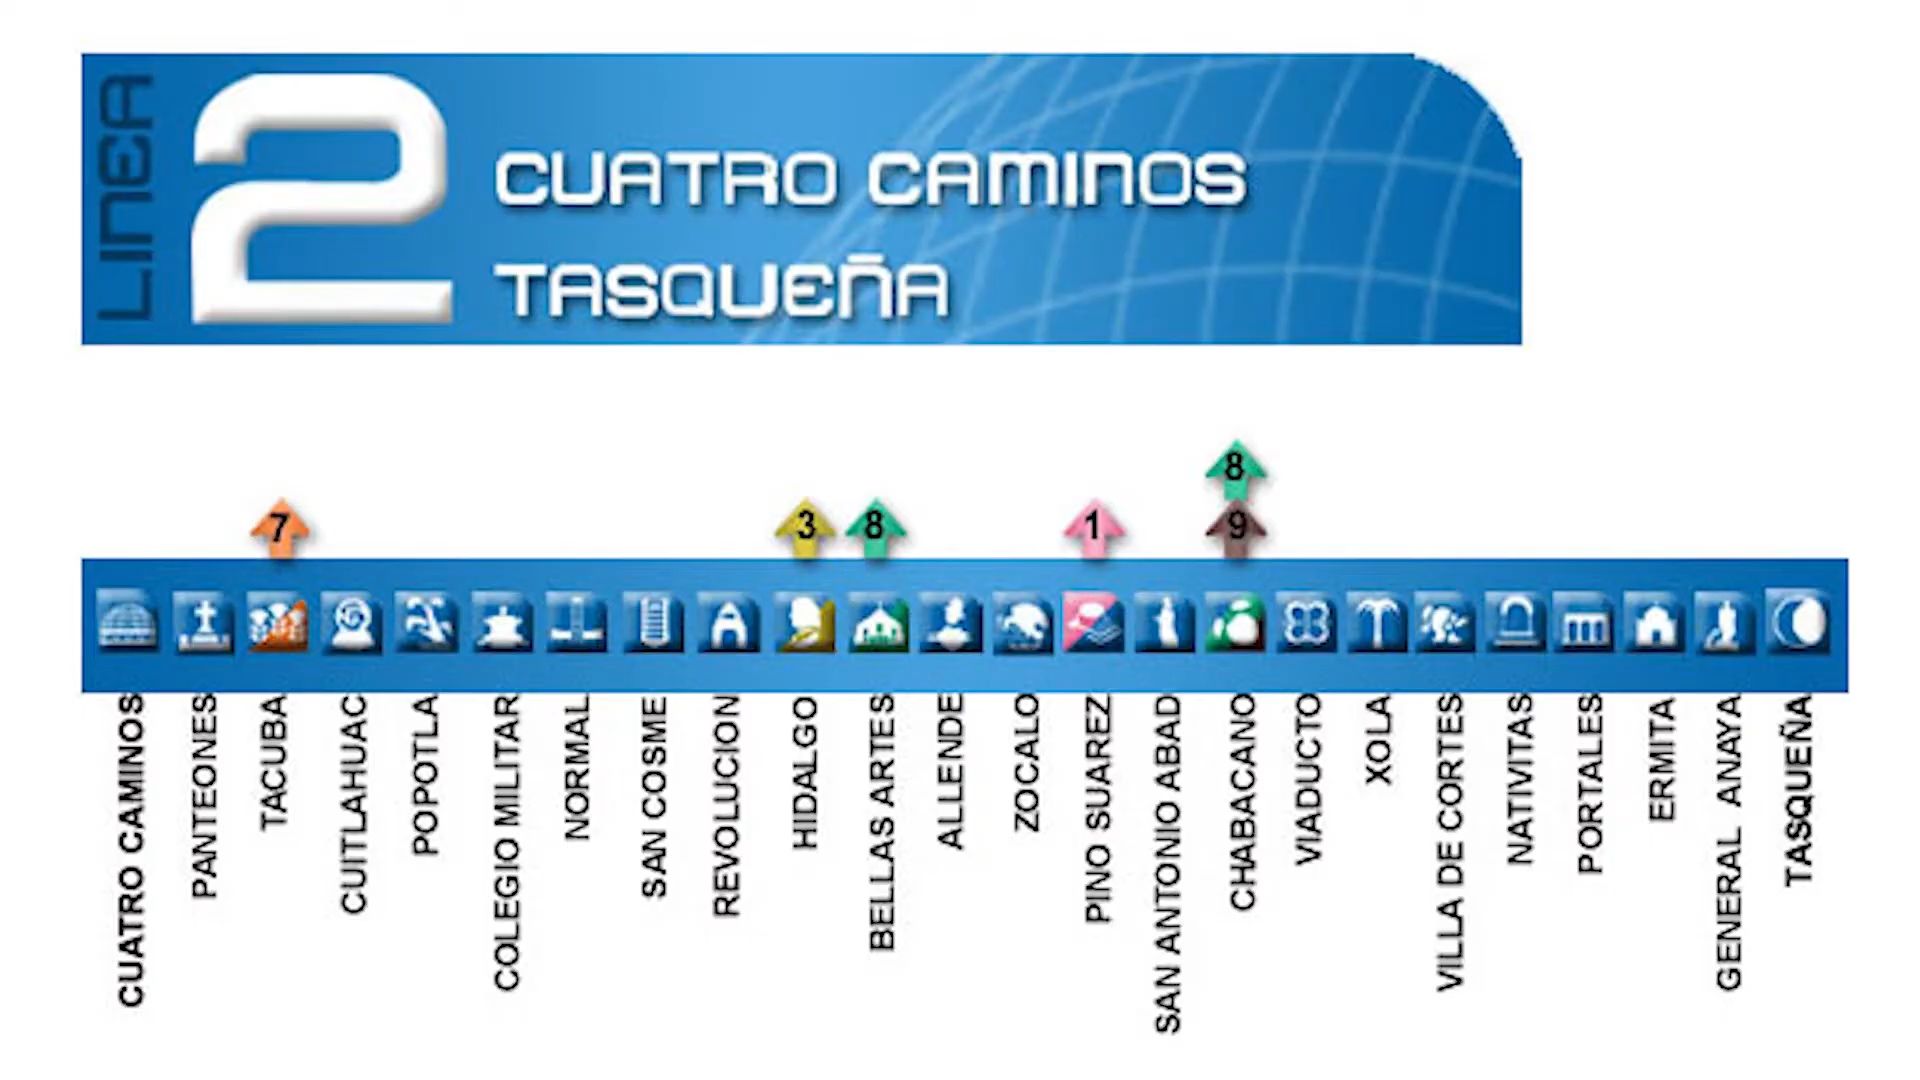 LINEA
2
CUATRO CAMINOS
TASQUEÑA
8
7
3
8
1
9
CUATRO CAMINOS
PANTEONES
TACUBA
CUITLAHUAC
POPOTLA
COLEGIO MILITAR
NORMAL
SAN COSME
REVOLUCION
HIDALGO
BELLAS ARTES
ALLENDE
ZOCALO
PINO SUAREZ
SAN ANTONIO ABAD
CHABACANO
VIADUCTO
XOLA
VILLA DE CORTES
NATIVITAS
PORTALES
ERMITA
GENERAL ANAYA
TASQUEÑA